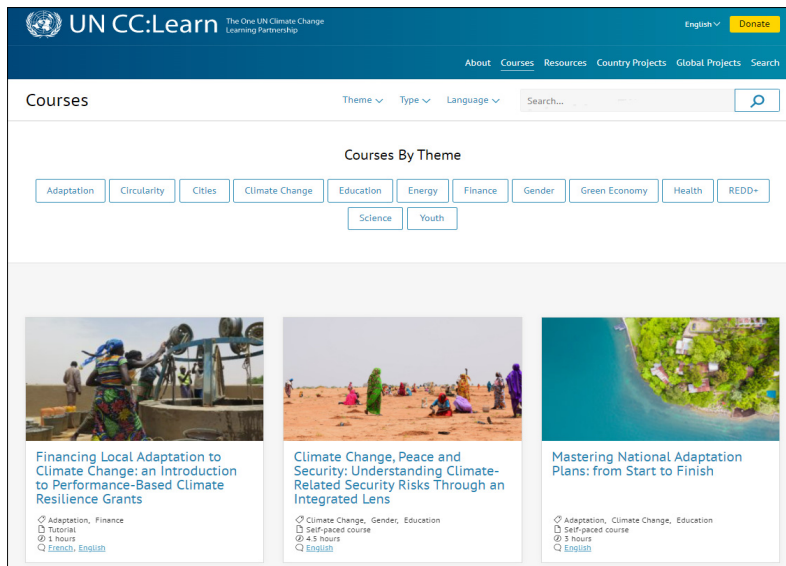 UN CC:Learn
The One UN Climate Change
Learning Partnership
English
Donate
About Courses Resources Country Projects Global Projects Search
Courses
Theme Type Language Search...
Courses By Theme
Adaptation Circularity Cities Climate Change Education Energy Finance Gender Green Economy Health REDD+
Science Youth
Financing Local Adaptation to
Climate Change: an Introduction
to Performance-Based Climate
Resilience Grants
Adaptation, Finance
Tutorial
1 hours
French, English
Climate Change, Peace and
Security: Understanding Climate-
Related Security Risks Through an
Integrated Lens
Climate Change, Gender, Education
Self-paced course
4.5 hours
English
Mastering National Adaptation
Plans: from Start to Finish
Adaptation, Climate Change, Education
Self-paced course
3 hours
English